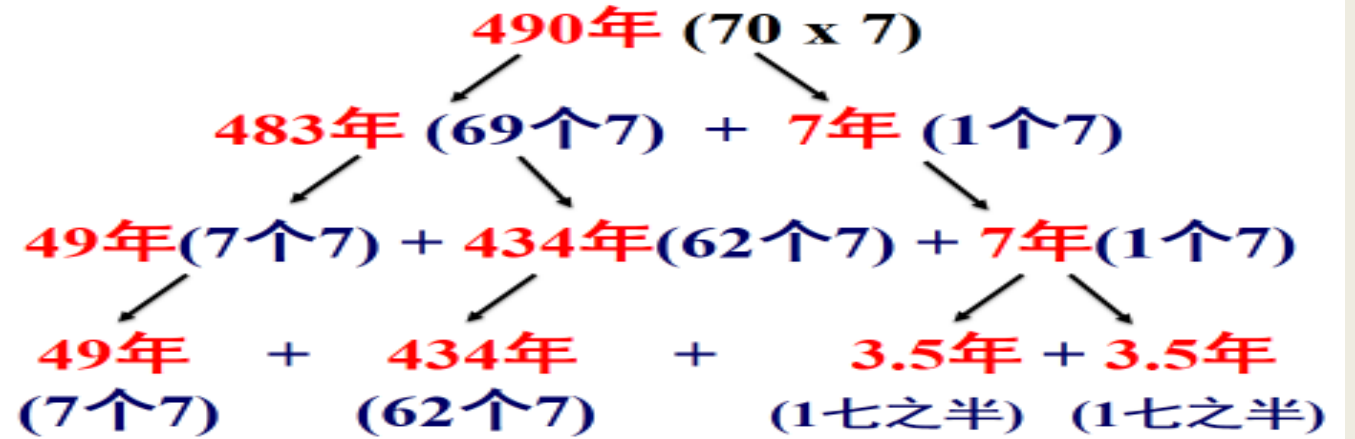 490年 (70 x 7)
483年 (69个7) + 7年 (1个7)
49年(7个7) + 434年(62个7) + 7年(1个7)
49年 + 434年 + 3.5年 + 3.5年
(7个7) (62个7) (1七之半) (1七之半)